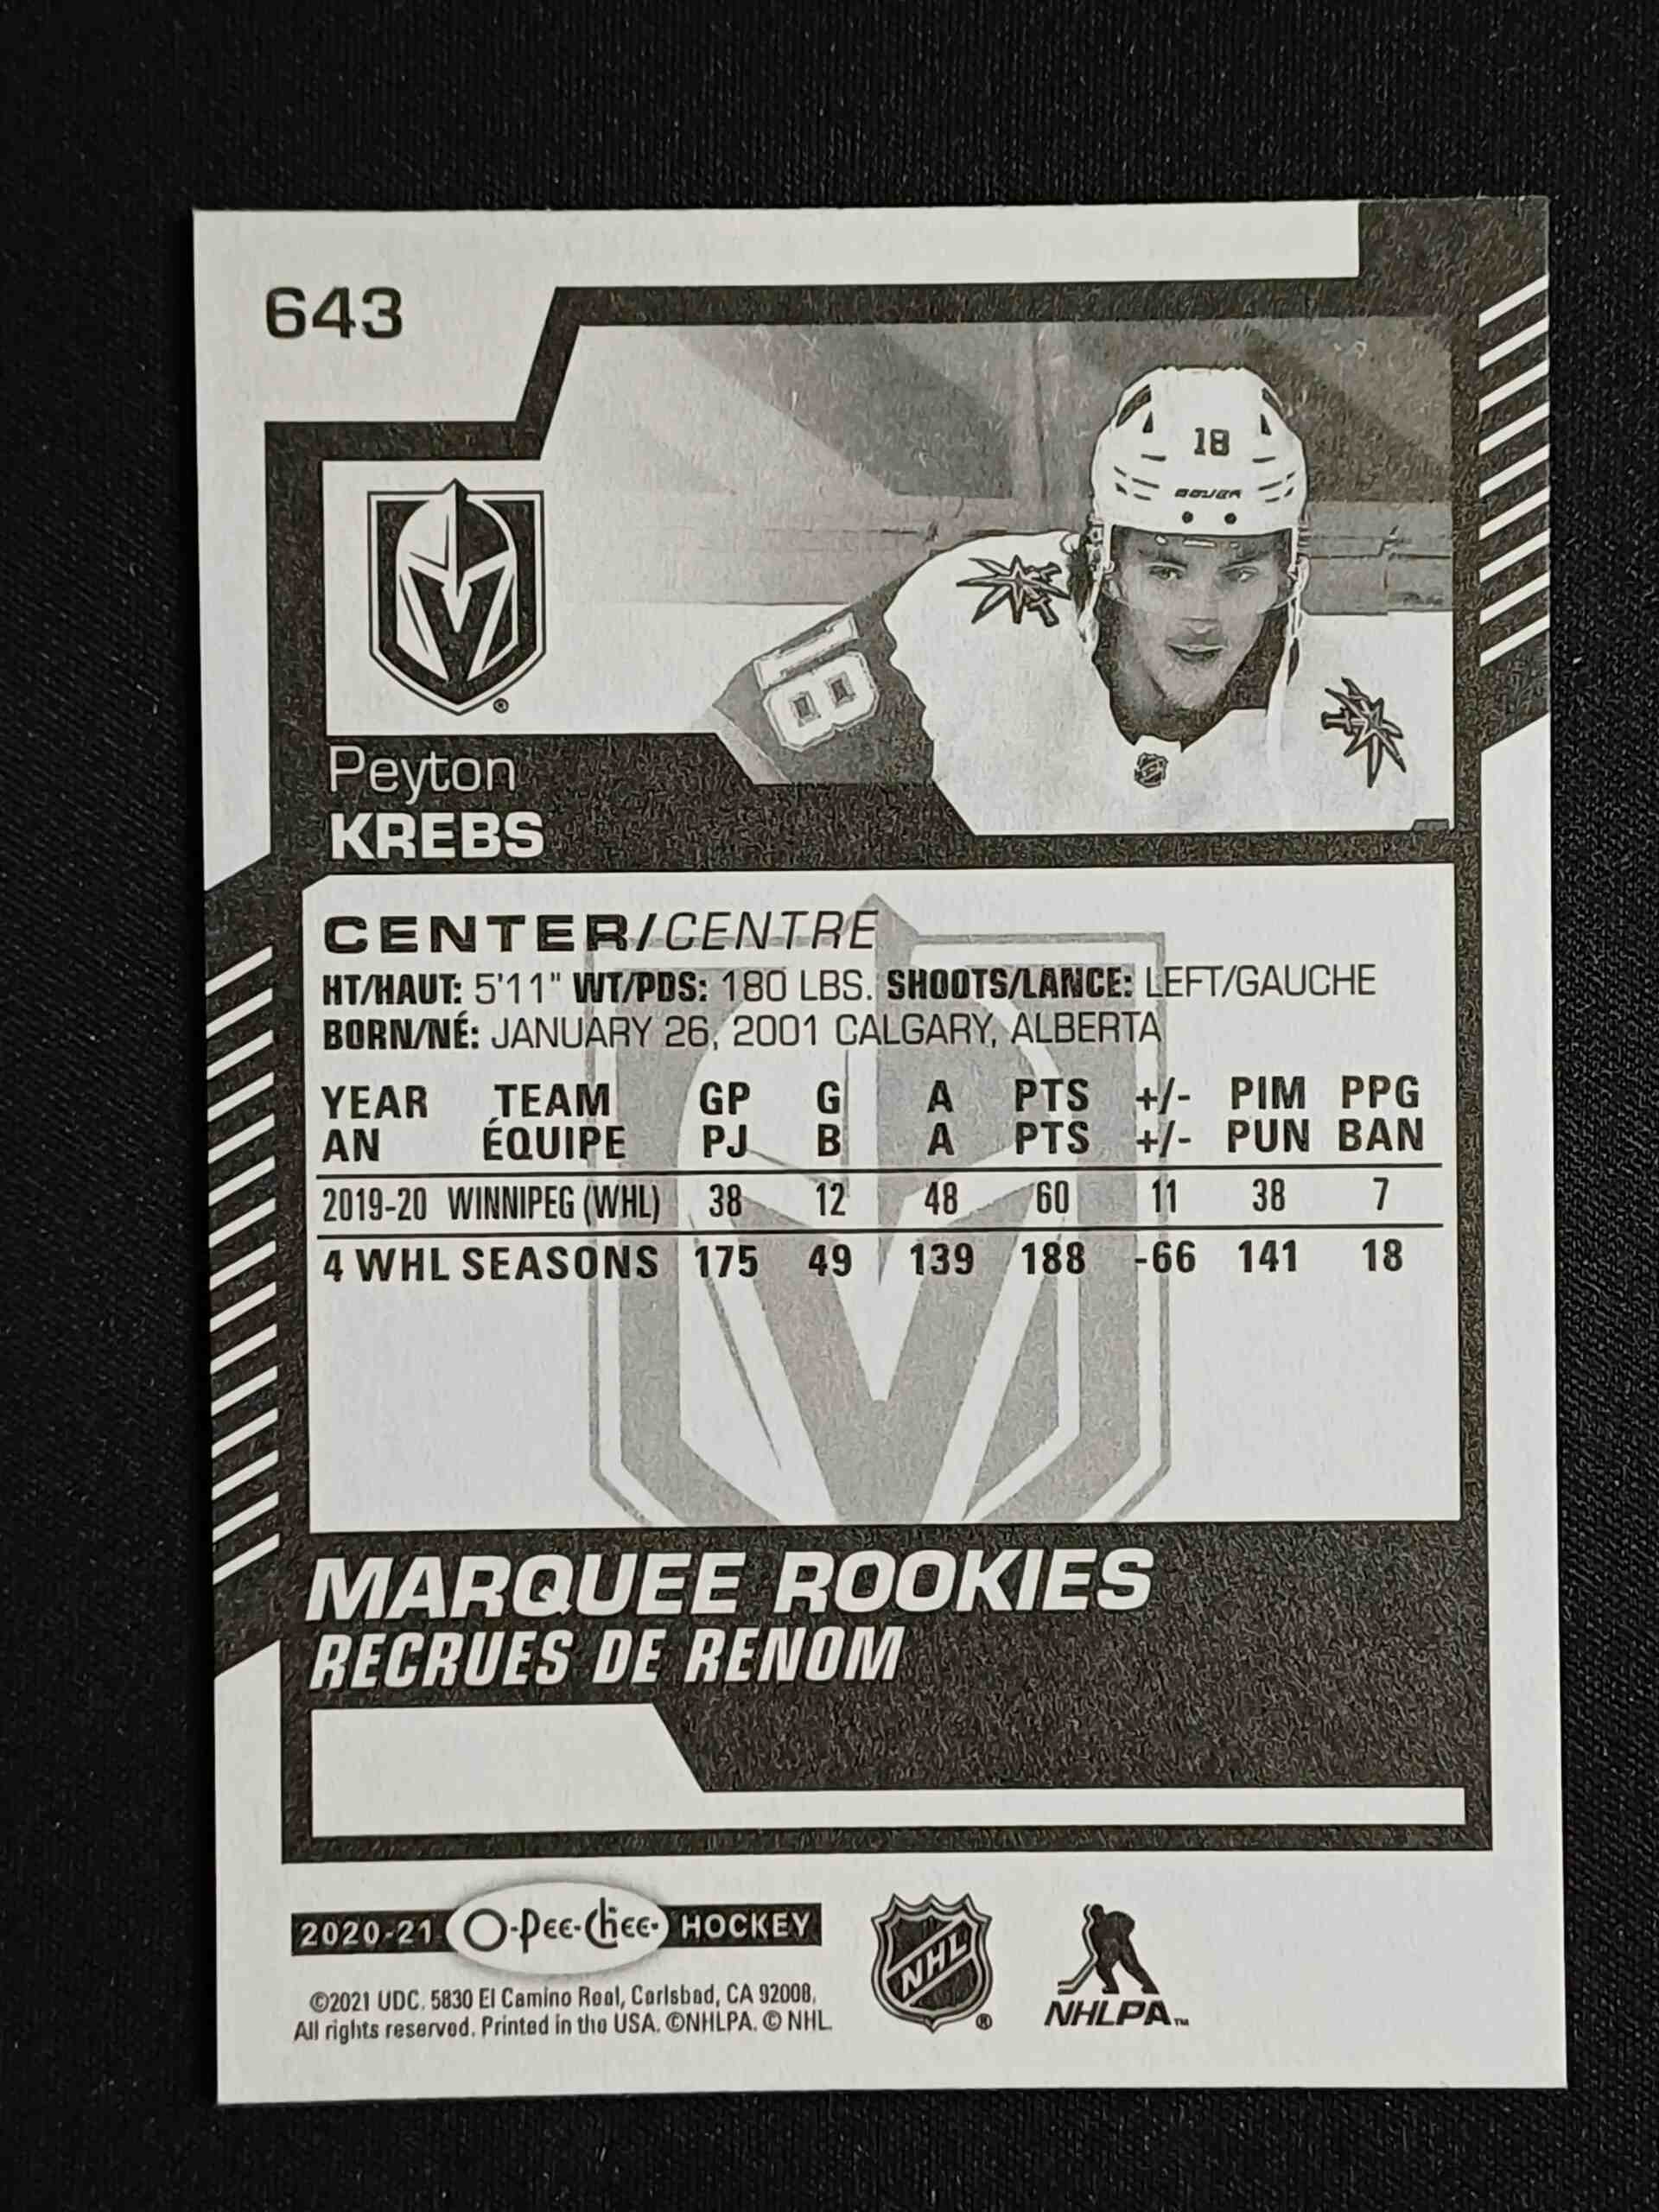 643
18
BAUER
18
Peyton
KREBS
CENTER/CENTRE
HT/HAUT: 5'11" WT/PDS: 180 LBS. SHOOTS/LANCE: LEFT/GAUCHE
BORN/NÉ: JANUARY 26, 2001 CALGARY, ALBERTA
YEAR TEAM GP G A PTS +/- PIM PPG
AN ÉQUIPE PJ B A PTS +/- PUN BAN
2019-20 WINNIPEG (WHL) 38 12 48 60 11 38 7
4 WHL SEASONS 175 49 139 188 -66 141 18
MARQUEE ROOKIES
RECRUES DE RENOM
2020-21 O-Pee-Chee HOCKEY
©2021 UDC. 5830 El Camino Real, Carlsbad, CA 92008.
All rights reserved. Printed in the USA. ©NHLPA. © NHL.
NHL ®
NHLPA™